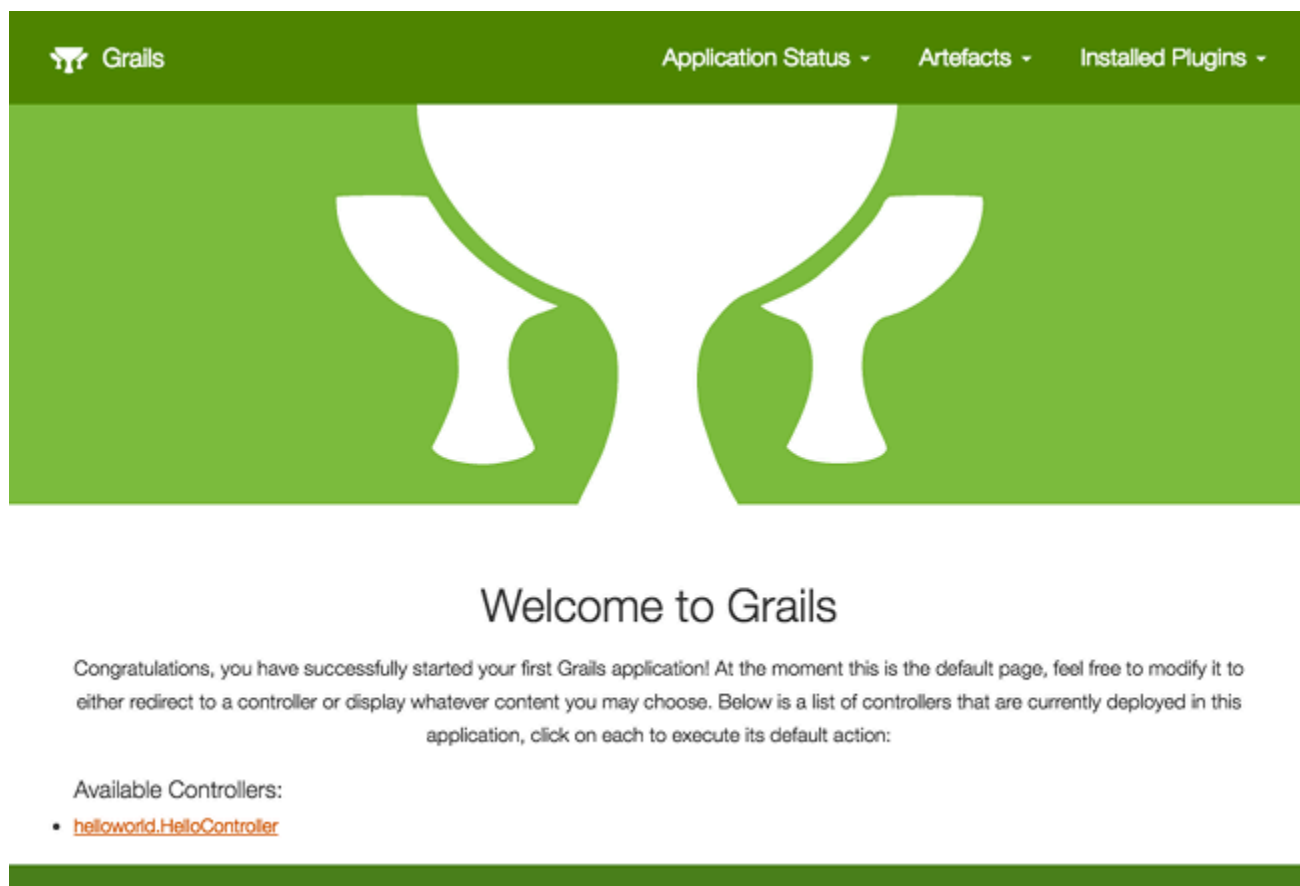 Grails
Application Status
Artefacts
Installed Plugins
Welcome to Grails
Congratulations, you have successfully started your first Grails application! At the moment this is the default page, feel free to modify it to
either redirect to a controller or display whatever content you may choose. Below is a list of controllers that are currently deployed in this
application, click on each to execute its default action:
Available Controllers:
helloworld.HelloController